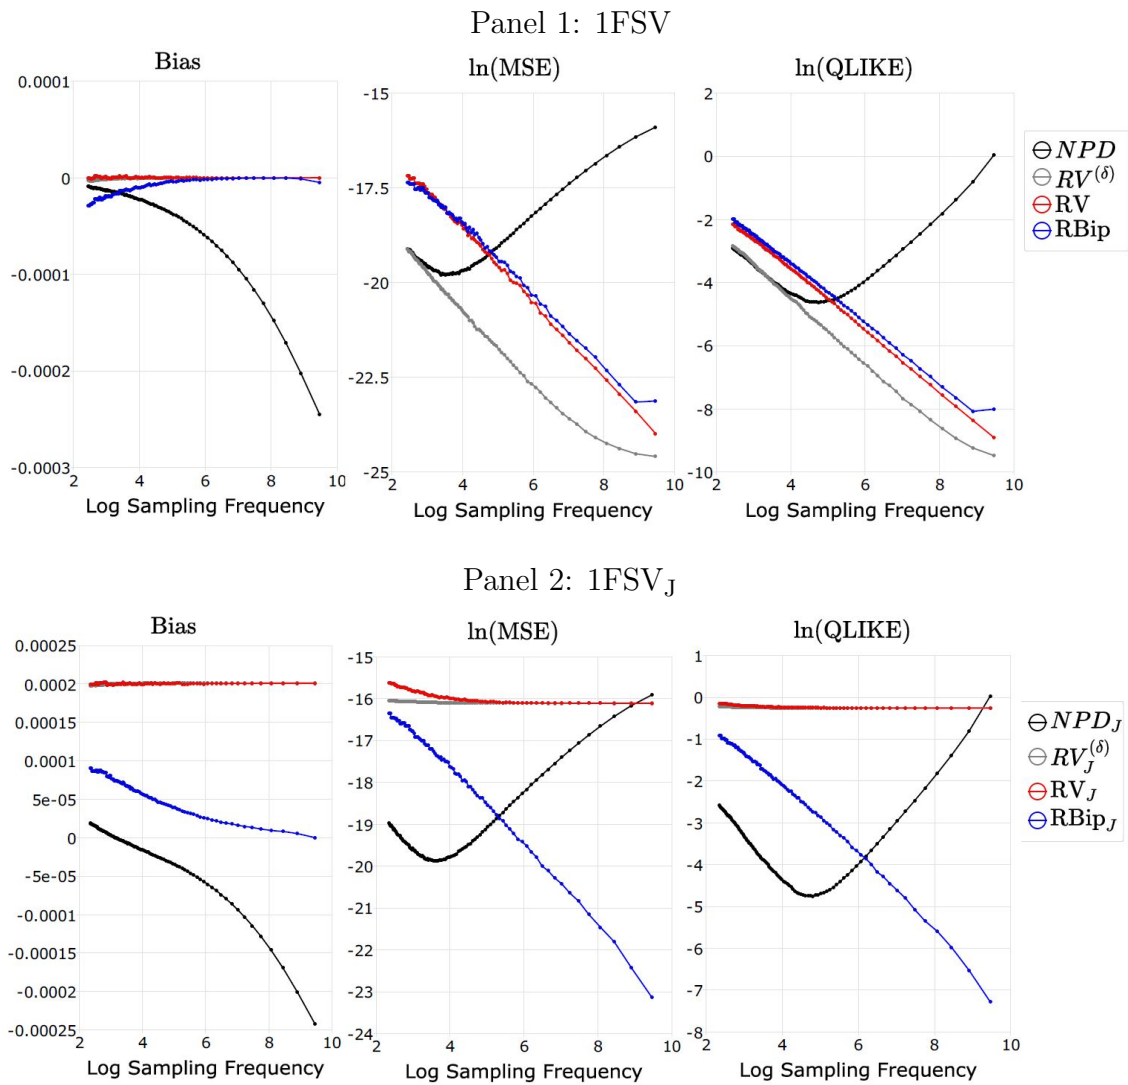 Panel 1: 1FSV
Bias
ln(MSE)
ln(QLIKE)
0.0001
0
-0.0001
-0.0002
-0.0003
2 4 6 8 10
Log Sampling Frequency
-15
-17.5
-20
-22.5
-25
2 4 6 8 10
Log Sampling Frequency
2
0
-2
-4
-6
-8
-10
2 4 6 8 10
Log Sampling Frequency
NPD
RV^(δ)
RV
RBip
Panel 2: 1FSV_J
Bias
ln(MSE)
ln(QLIKE)
0.00025
0.0002
0.00015
0.0001
5e-05
0
-5e-05
-0.0001
-0.00015
-0.0002
-0.00025
2 4 6 8 10
Log Sampling Frequency
-15
-16
-17
-18
-19
-20
-21
-22
-23
-24
2 4 6 8 10
Log Sampling Frequency
1
0
-1
-2
-3
-4
-5
-6
-7
-8
2 4 6 8 10
Log Sampling Frequency
NPD_J
RV_J^(δ)
RV_J
RBip_J